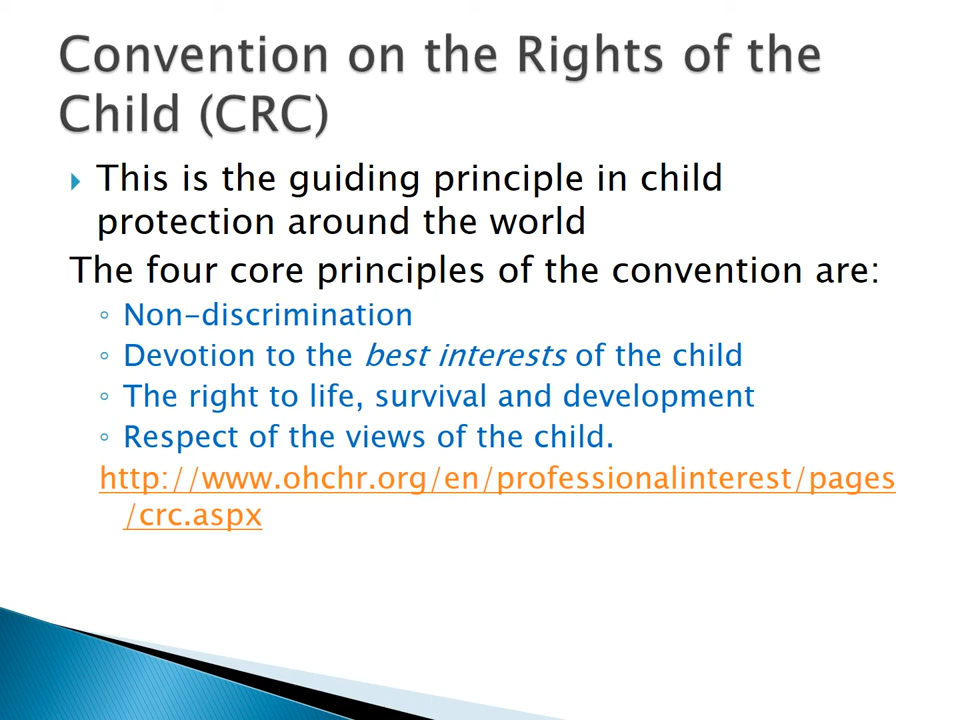 Convention on the Rights of the
Child (CRC)
This is the guiding principle in child
protection around the world
The four core principles of the convention are:
◦ Non-discrimination
◦ Devotion to the best interests of the child
◦ The right to life, survival and development
◦ Respect of the views of the child.
http://www.ohchr.org/en/professionalinterest/pages
/crc.aspx